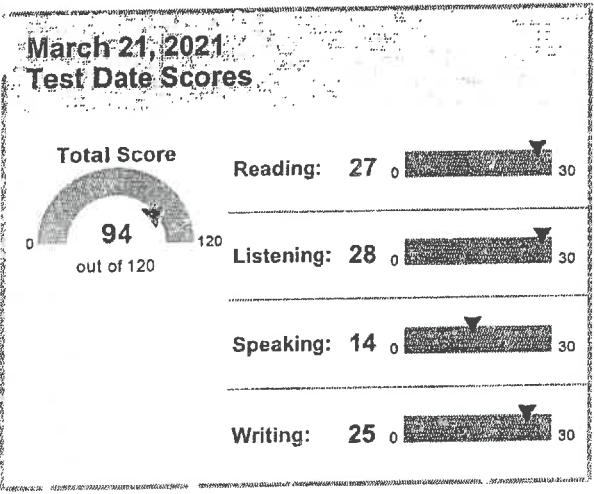 March 21, 2021
Test Date Scores
Total Score
0 94 120
out of 120
Reading: 27 0 30
Listening: 28 0 30
Speaking: 14 0 30
Writing: 25 0 30